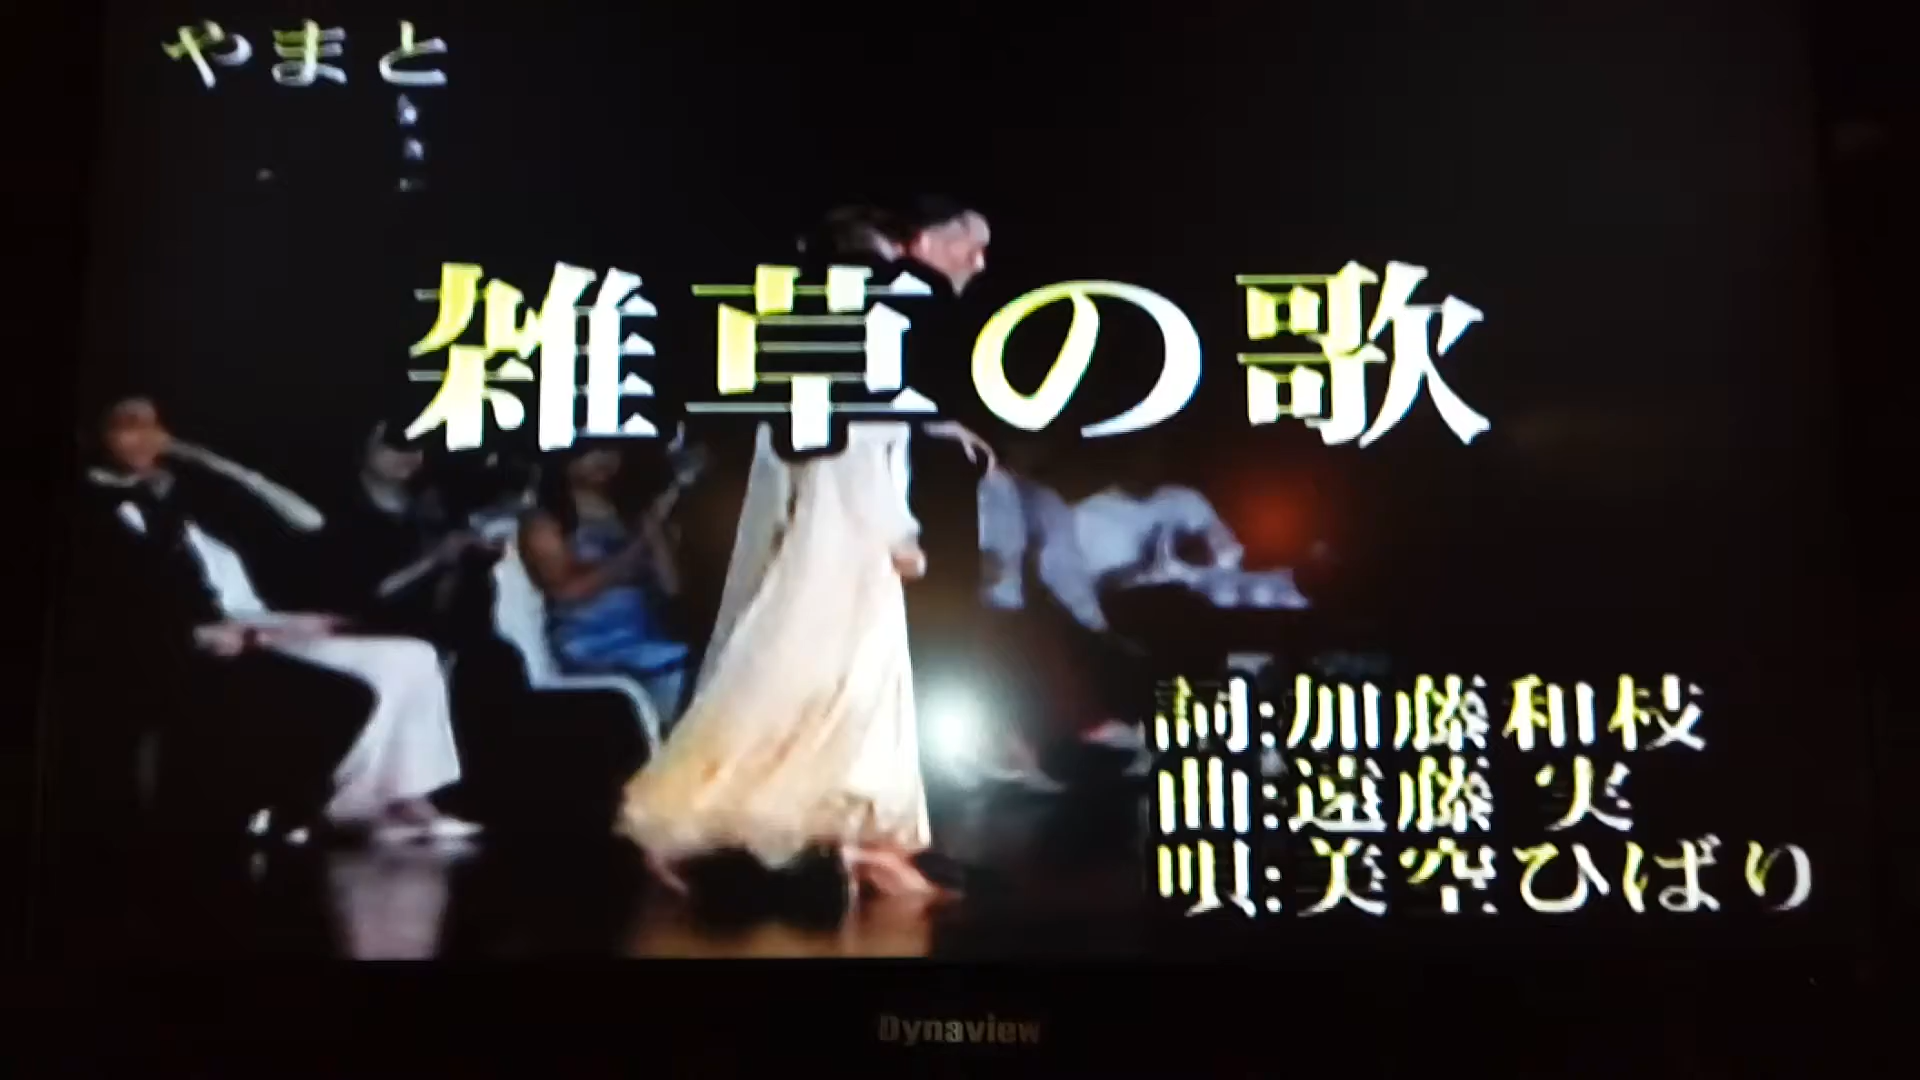 やまと
雑草の歌
詞:加藤和枝
曲:遠藤 実
唄:美空ひばり
Dynaview